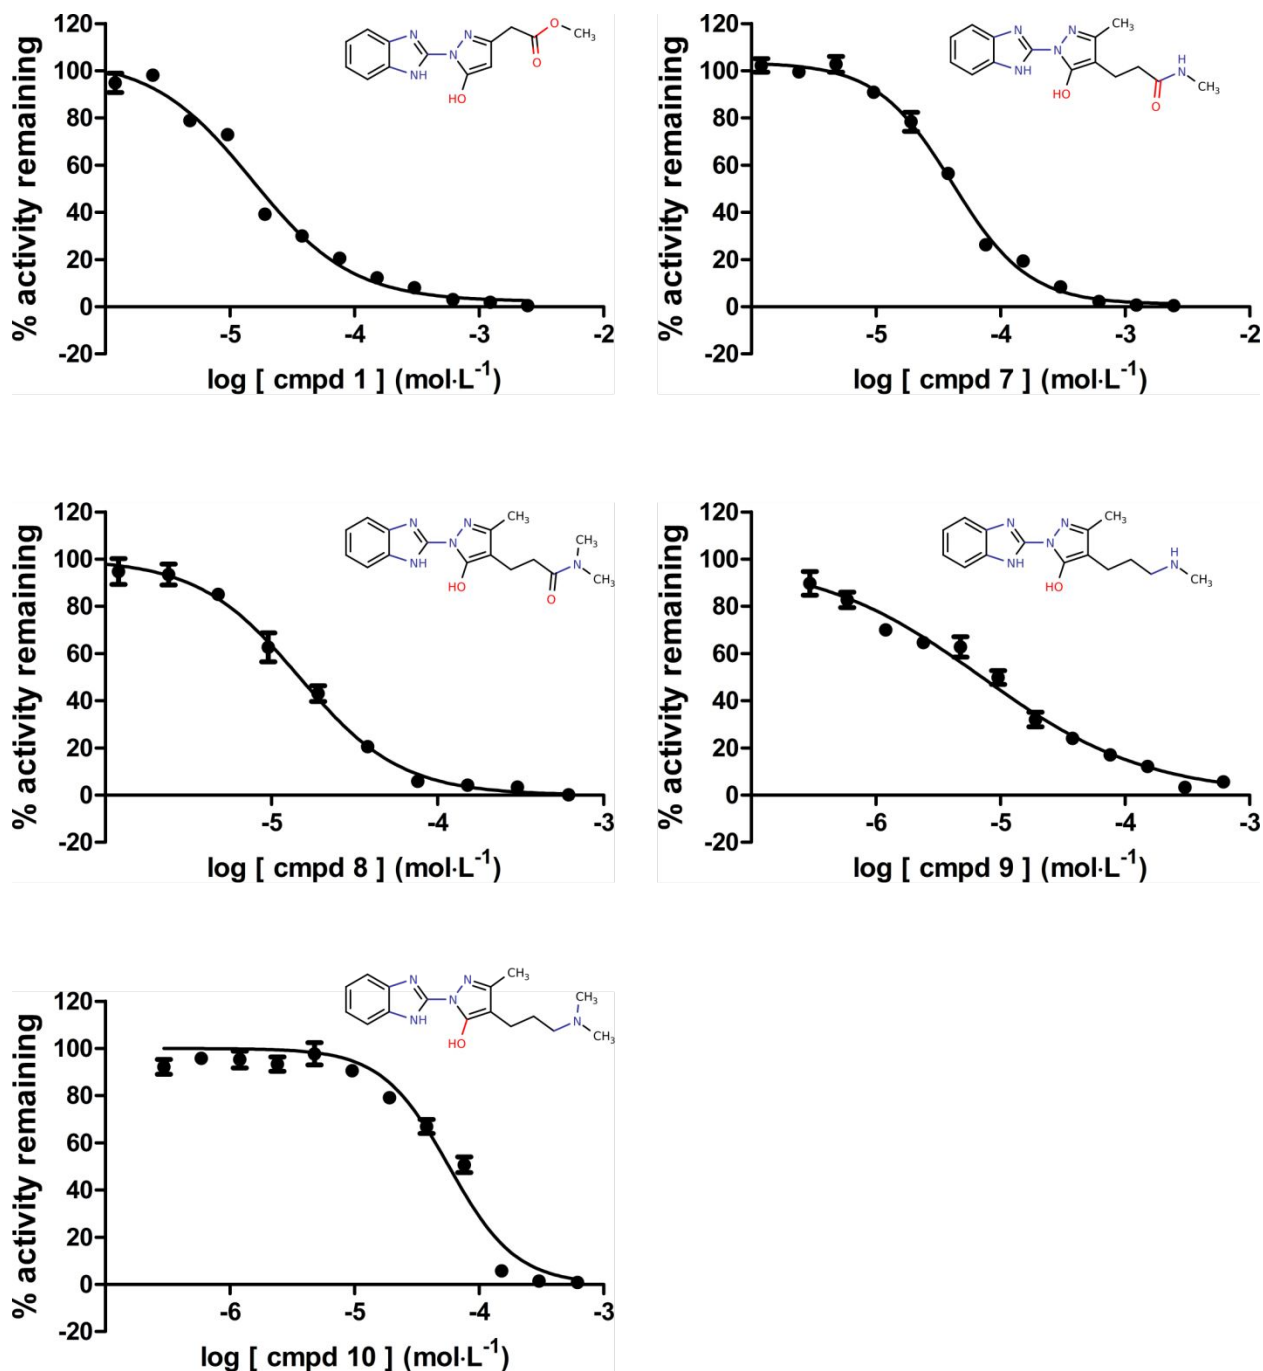 120
100
80
60
40
20
0
-20
% activity remaining
-5 -4 -3 -2
log [ cmpd 1 ] (mol·L⁻¹)
N N N NH HO O O CH₃
120
100
80
60
40
20
0
-20
% activity remaining
-5 -4 -3 -2
log [ cmpd 7 ] (mol·L⁻¹)
N N N NH HO CH₃ O H N CH₃
120
100
80
60
40
20
0
-20
% activity remaining
-5 -4 -3
log [ cmpd 8 ] (mol·L⁻¹)
N N N NH HO CH₃ O N CH₃ CH₃
120
100
80
60
40
20
0
-20
% activity remaining
-6 -5 -4 -3
log [ cmpd 9 ] (mol·L⁻¹)
N N N NH HO CH₃ H N CH₃
120
100
80
60
40
20
0
-20
% activity remaining
-6 -5 -4 -3
log [ cmpd 10 ] (mol·L⁻¹)
N N N NH HO CH₃ N CH₃ CH₃